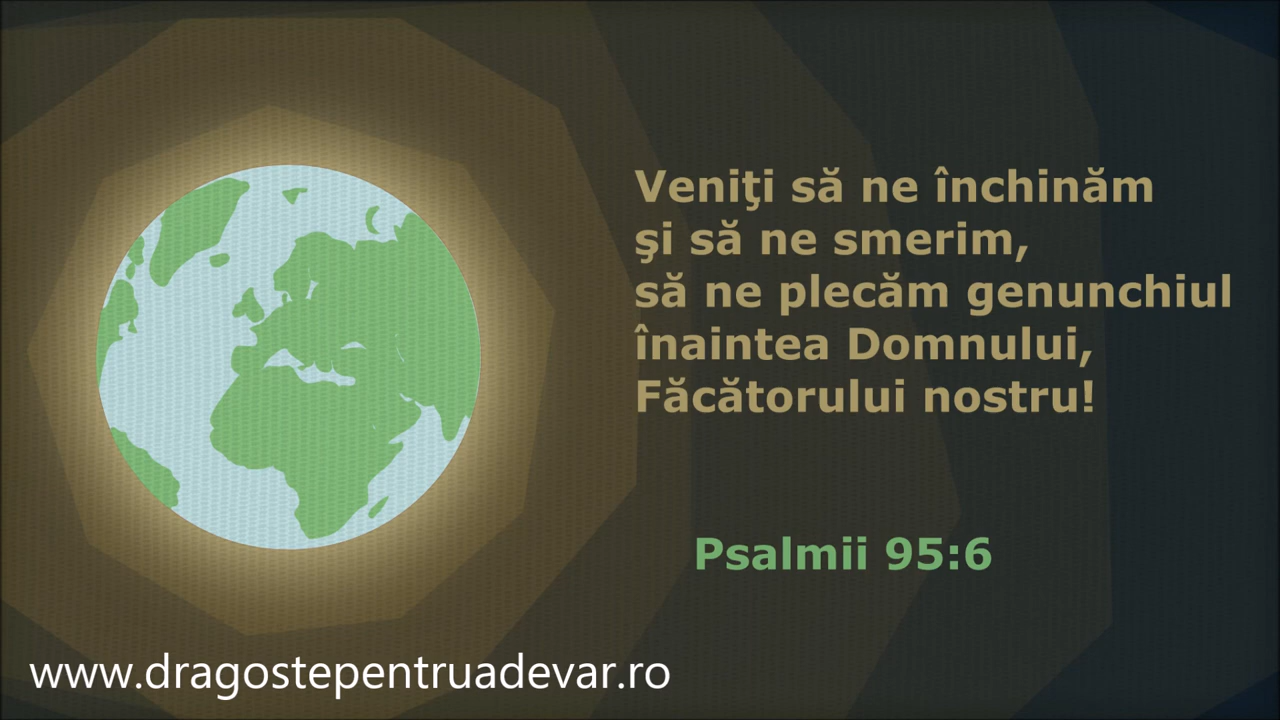 Veniţi să ne închinăm
şi să ne smerim,
să ne plecăm genunchiul
înaintea Domnului,
Făcătorului nostru!
Psalmii 95:6
www.dragostepentruadevar.ro